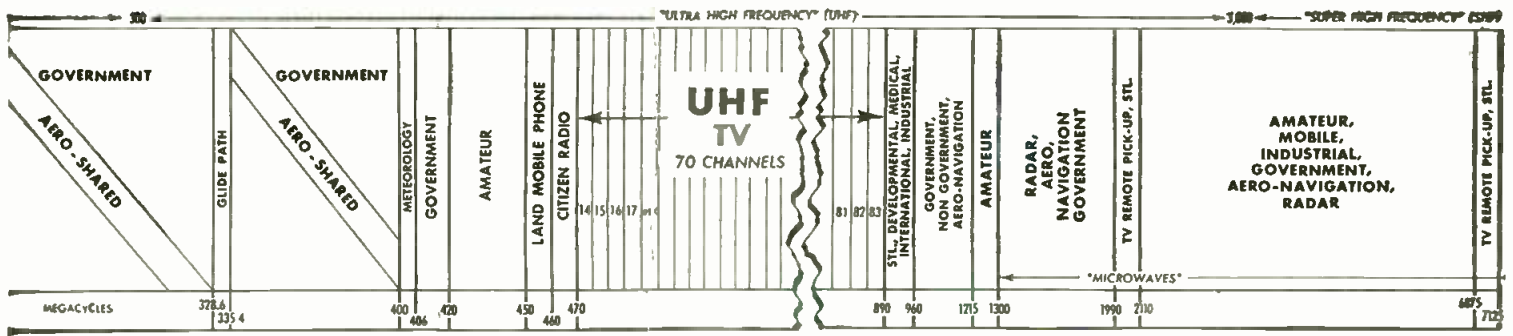 300 "ULTRA HIGH FREQUENCY" (UHF) 3,000 "SUPER HIGH FREQUENCY" (SHF)
GOVERNMENT
AERO-SHARED
GLIDE PATH
GOVERNMENT
AERO-SHARED
METEOROLOGY
GOVERNMENT
AMATEUR
LAND MOBILE PHONE
CITIZEN RADIO
14 15 16 17
UHF
TV
70 CHANNELS
81 82 83
STL., DEVELOPMENTAL, MEDICAL,
INTERNATIONAL, INDUSTRIAL
GOVERNMENT,
NON GOVERNMENT,
AERO-NAVIGATION
AMATEUR
RADAR,
AERO,
NAVIGATION
GOVERNMENT
TV REMOTE PICK-UP, STL.
AMATEUR,
MOBILE,
INDUSTRIAL,
GOVERNMENT,
AERO-NAVIGATION,
RADAR
TV REMOTE PICK-UP, STL.
"MICROWAVES"
MEGACYCLES 328.6 335.4 400 406 420 450 460 470 890 960 1215 1300 1990 2110 6875 7125